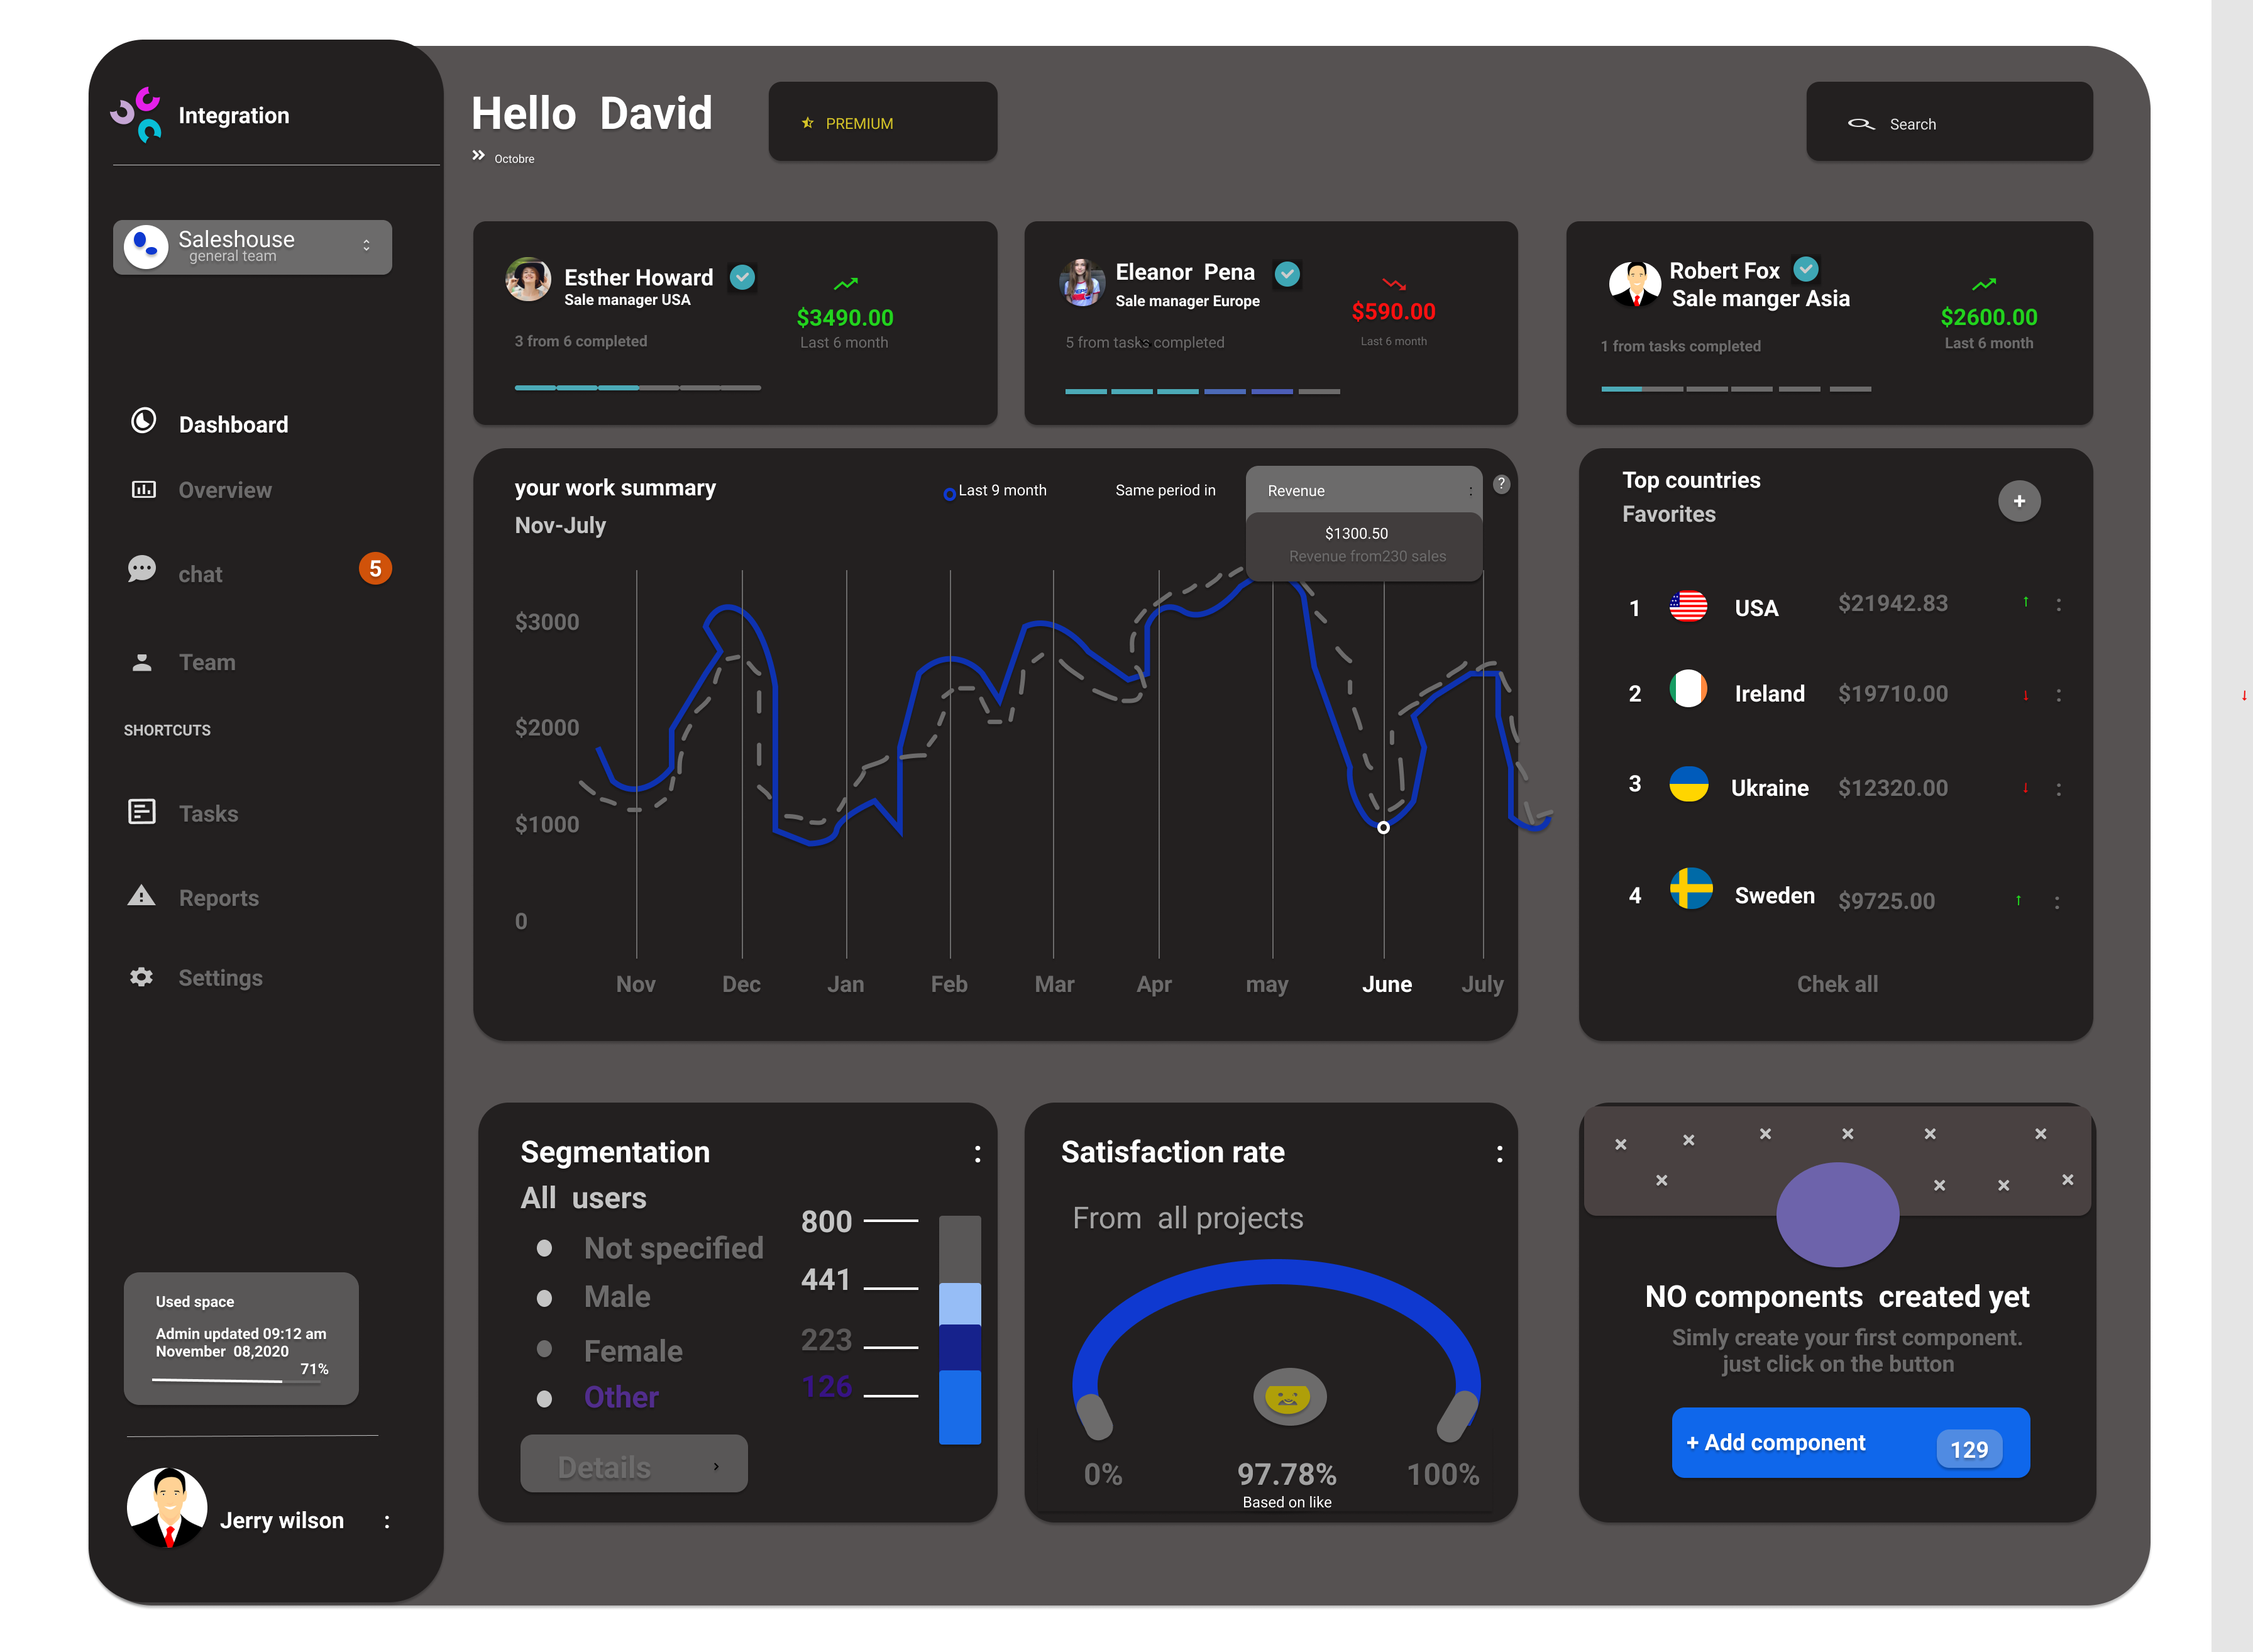 Integration
Saleshouse
general team
Dashboard
Overview
chat
5
Team
SHORTCUTS
Tasks
Reports
Settings
Used space
Admin updated 09:12 am
November 08,2020
71%
Jerry wilson
Hello David
Octobre
PREMIUM
Search
Esther Howard
Sale manager USA
3 from 6 completed
$3490.00
Last 6 month
Eleanor Pena
Sale manager Europe
5 from tasks completed
$590.00
Last 6 month
Robert Fox
Sale manger Asia
1 from tasks completed
$2600.00
Last 6 month
your work summary
Nov-July
Last 9 month
Same period in
Revenue
?
$1300.50
Revenue from230 sales
$3000
$2000
$1000
0
Nov Dec Jan Feb Mar Apr may June July
Top countries
Favorites
+
1 USA $21942.83 ↑ :
2 Ireland $19710.00 ↓ :
3 Ukraine $12320.00 ↓ :
4 Sweden $9725.00 ↑ :
Chek all
Segmentation
All users
Not specified
Male
Female
Other
800
441
223
126
Details
Satisfaction rate
From all projects
0%
97.78%
100%
Based on like
NO components created yet
Simly create your first component.
just click on the button
+ Add component
129